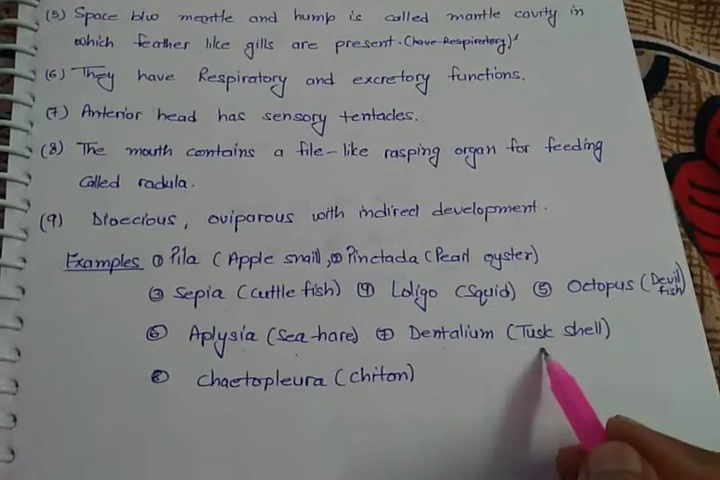 (5) Space b/w mantle and hump is called mantle cavity in
which feather like gills are present.
(6) They have Respiratory and excretory functions.
(7) Anterior head has sensory tentacles.
(8) The mouth contains a file-like rasping organ for feeding
called radula.
(9) Dioecious, oviparous with indirect development.
Examples ① Pila (Apple snail), ② Pinctada (Pearl oyster)
③ Sepia (cuttle fish) ④ Loligo (Squid) ⑤ Octopus (Devil fish)
⑥ Aplysia (Sea-hare) ⑦ Dentalium (Tusk shell)
⑧ Chaetopleura (Chiton)